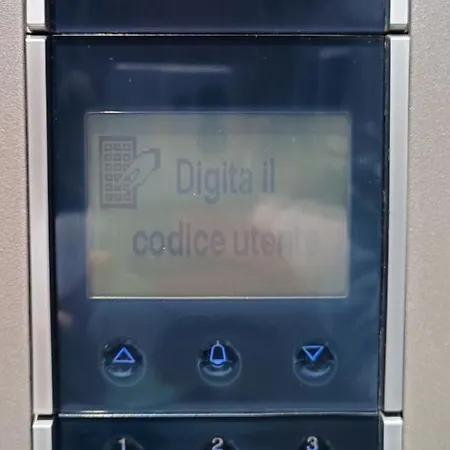 Digita il
codice utente
1 2 3